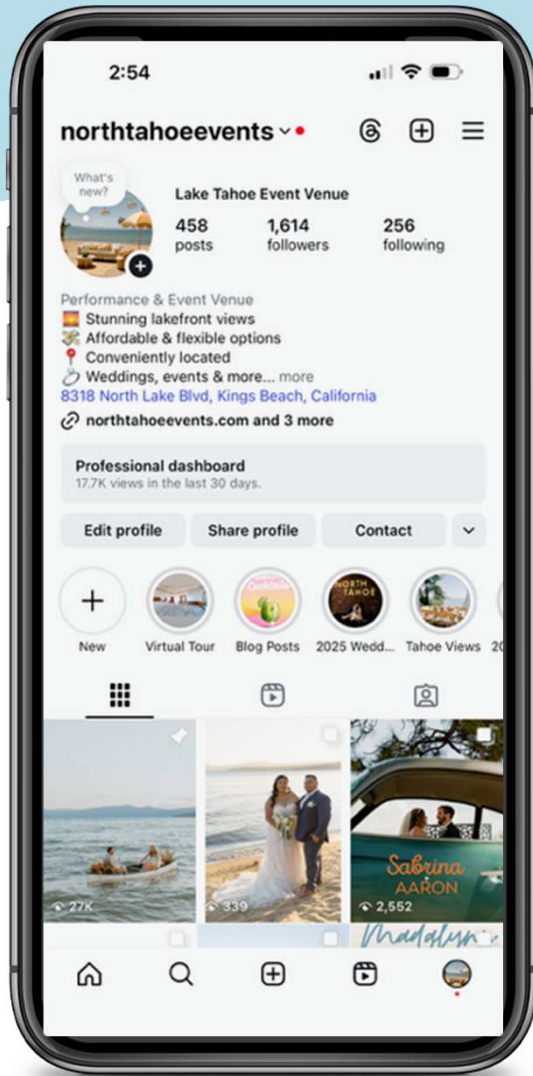 2:54
northtahoeevents
What's
new?
Lake Tahoe Event Venue
458
posts
1,614
followers
256
following
Performance & Event Venue
Stunning lakefront views
Affordable & flexible options
Conveniently located
Weddings, events & more... more
8318 North Lake Blvd, Kings Beach, California
northtahoeevents.com and 3 more
Professional dashboard
17.7K views in the last 30 days.
Edit profile
Share profile
Contact
NORTH
TAHOE
New
Virtual Tour
Blog Posts
2025 Wedd...
Tahoe Views
20
27K
339
Sabrina
+
AARON
2,552
Madalynn